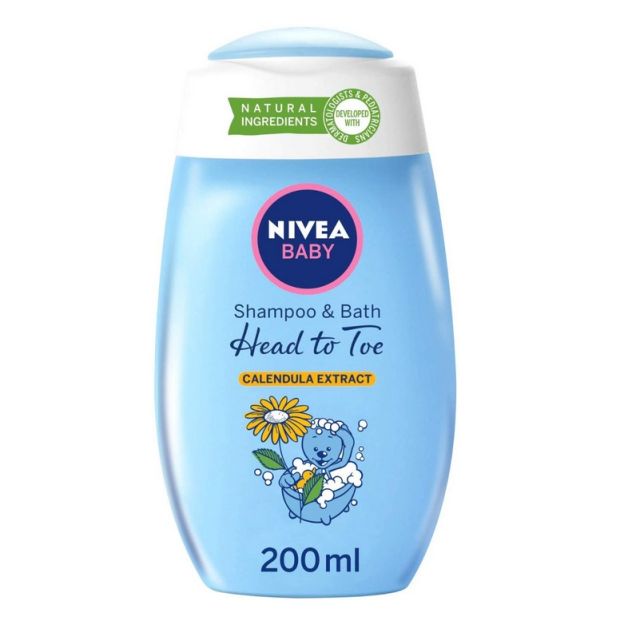 NATURAL
INGREDIENTS
DEVELOPED
WITH
DERMATOLOGISTS & PEDIATRICIANS
NIVEA
BABY
Shampoo & Bath
Head to Toe
CALENDULA EXTRACT
200ml